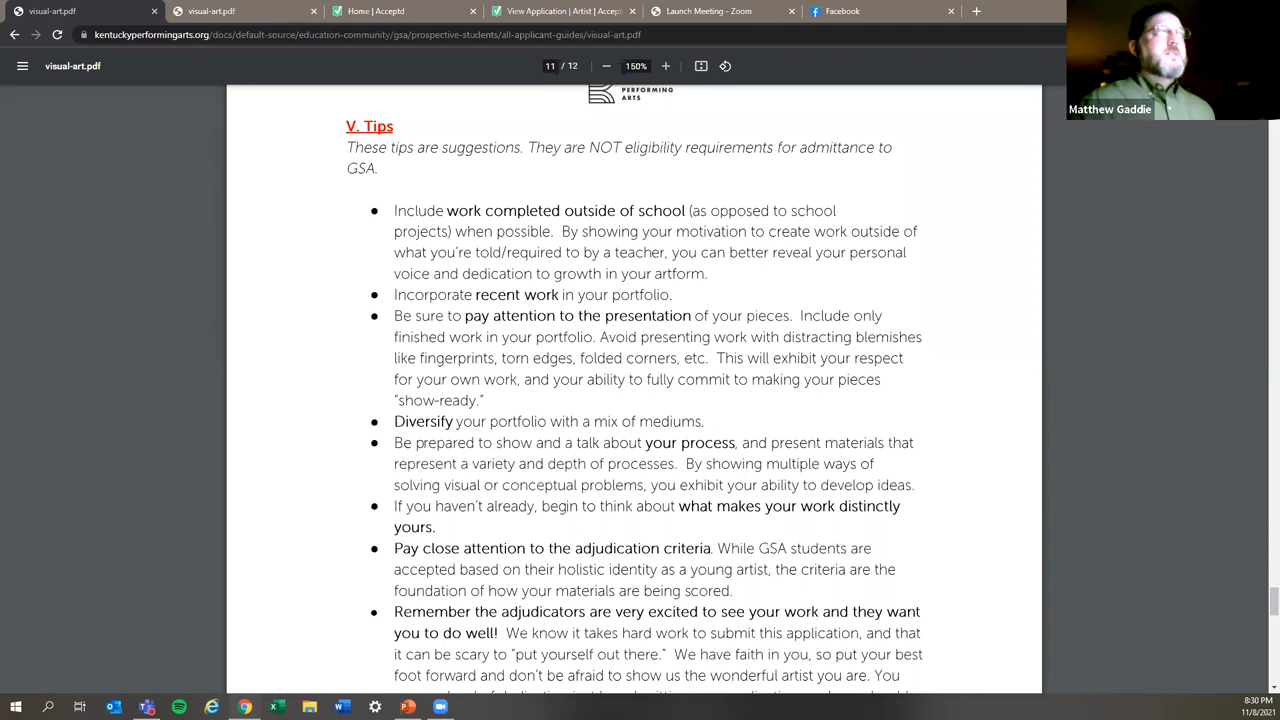 visual-art.pdf
visual-art.pdf
Home | Acceptd
View Application | Artist | Accept
Launch Meeting - Zoom
Facebook
kentuckyperformingarts.org/docs/default-source/education-community/gsa/prospective-students/all-applicant-guides/visual-art.pdf
visual-art.pdf
11 / 12
150%
Matthew Gaddie
PERFORMING
ARTS
V. Tips
These tips are suggestions. They are NOT eligibility requirements for admittance to
GSA.
● Include work completed outside of school (as opposed to school
projects) when possible. By showing your motivation to create work outside of
what you're told/required to by a teacher, you can better reveal your personal
voice and dedication to growth in your artform.
● Incorporate recent work in your portfolio.
● Be sure to pay attention to the presentation of your pieces. Include only
finished work in your portfolio. Avoid presenting work with distracting blemishes
like fingerprints, torn edges, folded corners, etc. This will exhibit your respect
for your own work, and your ability to fully commit to making your pieces
"show-ready."
● Diversify your portfolio with a mix of mediums.
● Be prepared to show and a talk about your process, and present materials that
represent a variety and depth of processes. By showing multiple ways of
solving visual or conceptual problems, you exhibit your ability to develop ideas.
● If you haven't already, begin to think about what makes your work distinctly
yours.
● Pay close attention to the adjudication criteria. While GSA students are
accepted based on their holistic identity as a young artist, the criteria are the
foundation of how your materials are being scored.
● Remember the adjudicators are very excited to see your work and they want
you to do well! We know it takes hard work to submit this application, and that
it can be scary to "put yourself out there." We have faith in you, so put your best
foot forward and don't be afraid to show us the wonderful artist you are. You
8:30 PM
11/8/2021